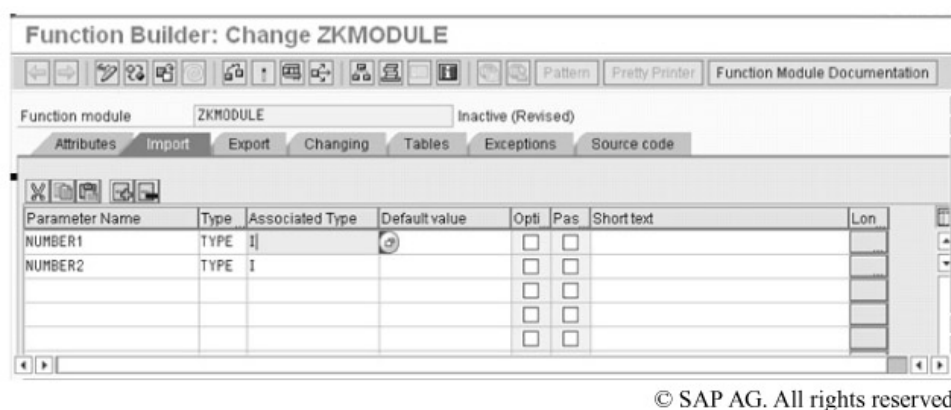 Function Builder: Change ZKMODULE
Pattern Pretty Printer Function Module Documentation
Function module ZKMODULE Inactive (Revised)
Attributes Import Export Changing Tables Exceptions Source code
Parameter Name Type Associated Type Default value Opti Pas Short text Lon
NUMBER1 TYPE I
NUMBER2 TYPE I
© SAP AG. All rights reserved